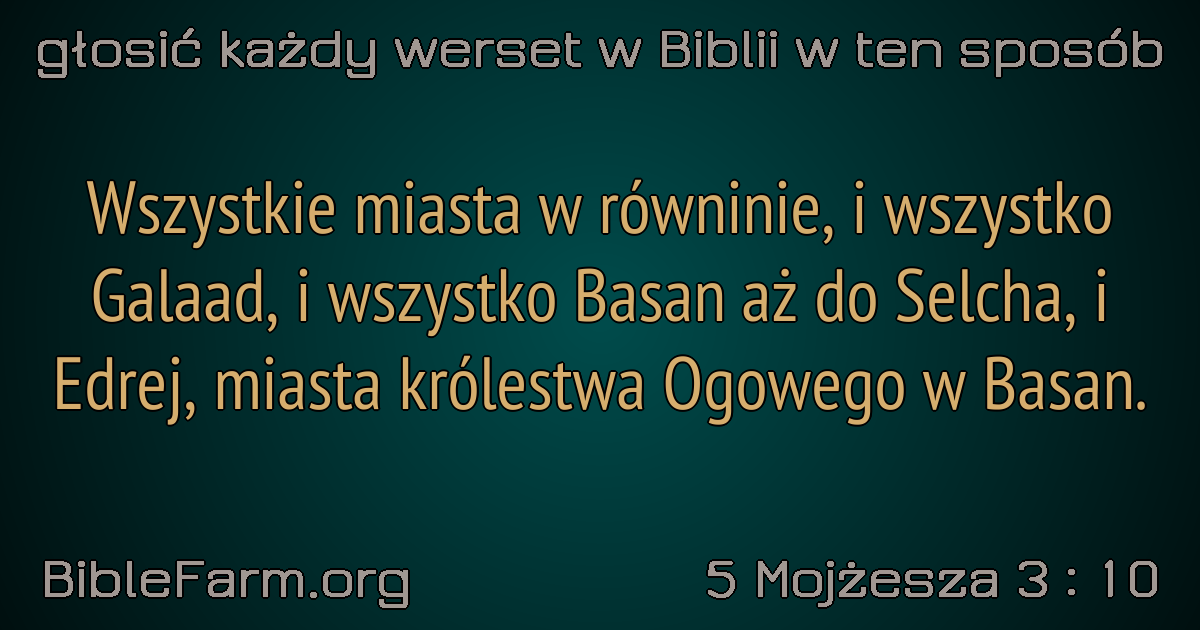 głosić każdy werset w Biblii w ten sposób
Wszystkie miasta w równinie, i wszystko
Galaad, i wszystko Basan aż do Selcha, i
Edrej, miasta królestwa Ogowego w Basan.
BibleFarm.org
5 Mojżesza 3 : 10